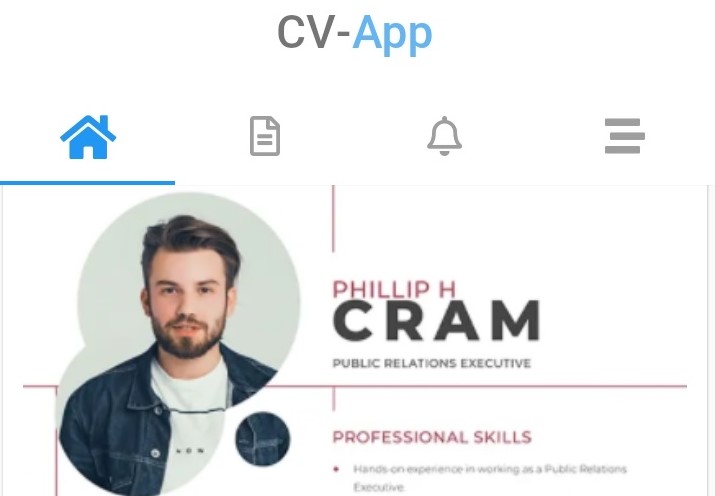 CV-App
PHILLIP H
CRAM
PUBLIC RELATIONS EXECUTIVE
PROFESSIONAL SKILLS
• Hands-on experience in working as a Public Relations
Executive.